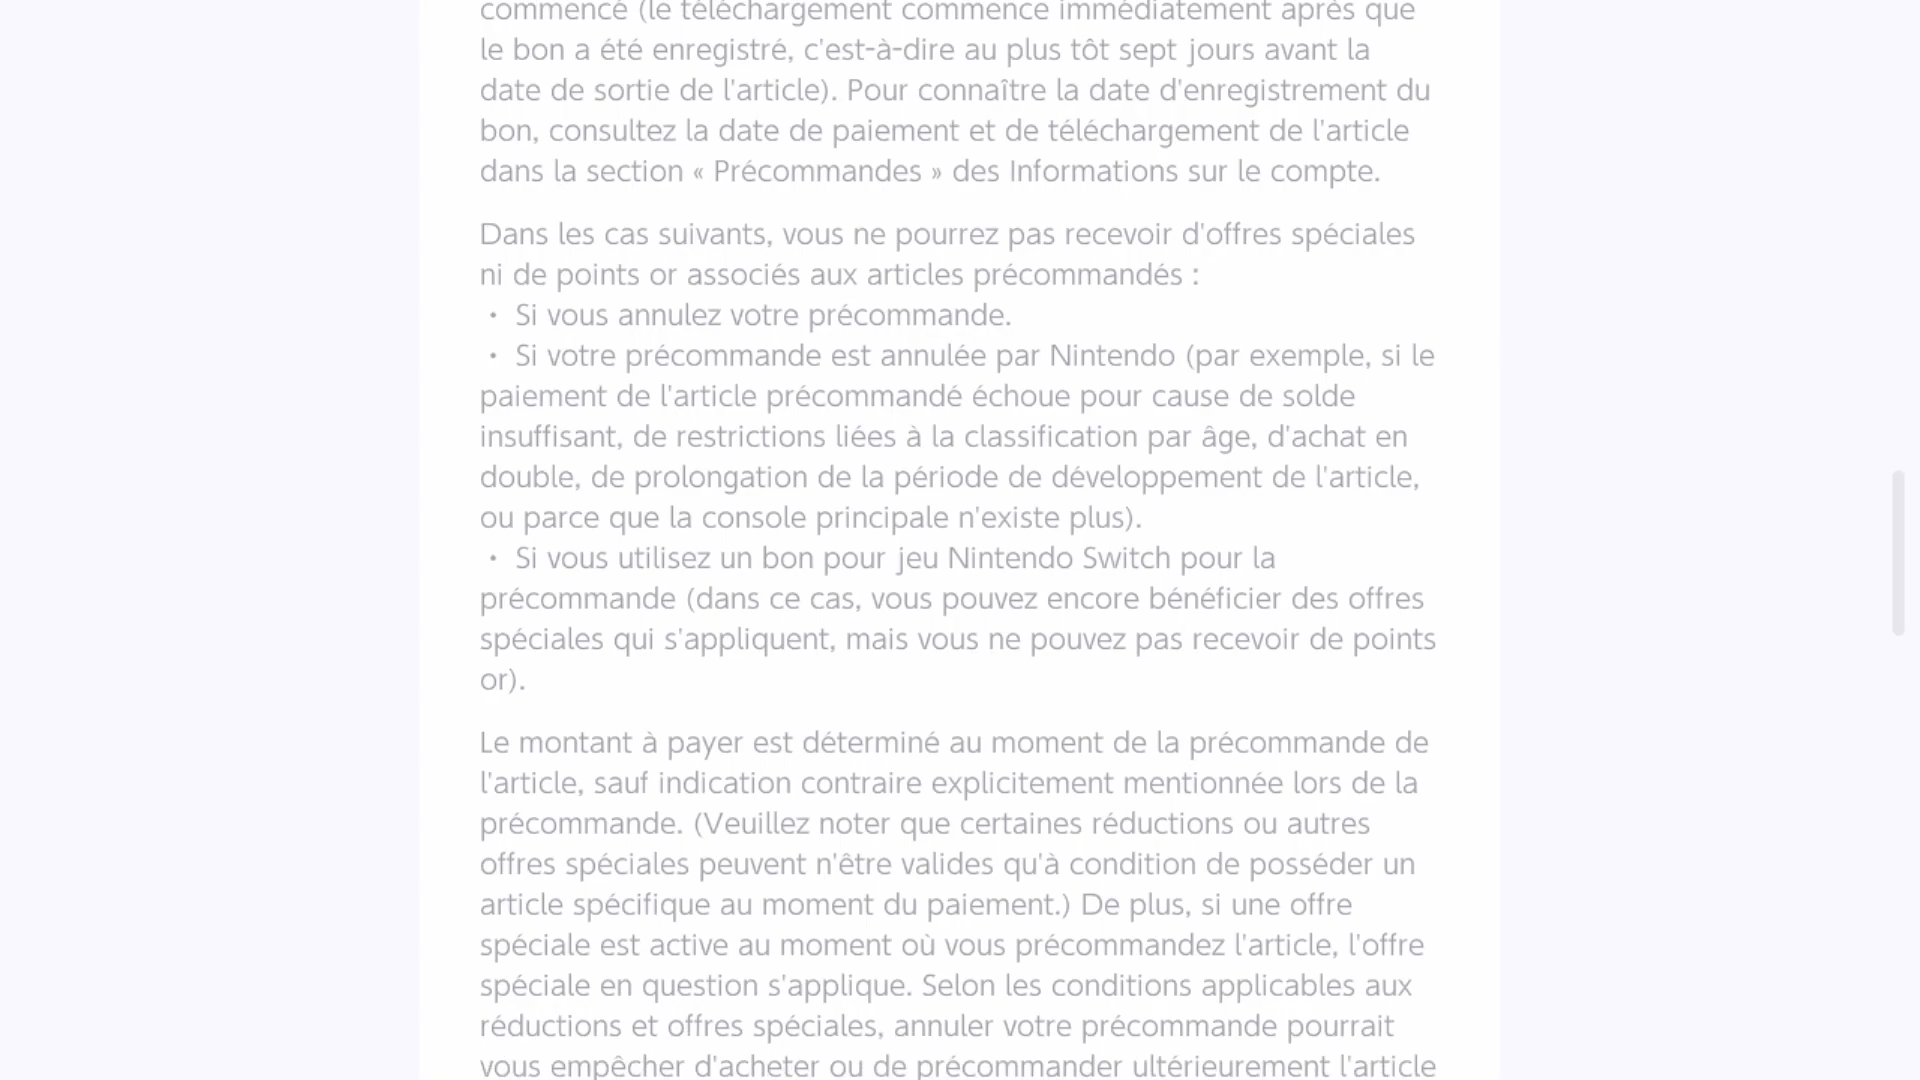 commencé (le téléchargement commence immédiatement après que
le bon a été enregistré, c'est-à-dire au plus tôt sept jours avant la
date de sortie de l'article). Pour connaître la date d'enregistrement du
bon, consultez la date de paiement et de téléchargement de l'article
dans la section « Précommandes » des Informations sur le compte.
Dans les cas suivants, vous ne pourrez pas recevoir d'offres spéciales
ni de points or associés aux articles précommandés :
・ Si vous annulez votre précommande.
・ Si votre précommande est annulée par Nintendo (par exemple, si le
paiement de l'article précommandé échoue pour cause de solde
insuffisant, de restrictions liées à la classification par âge, d'achat en
double, de prolongation de la période de développement de l'article,
ou parce que la console principale n'existe plus).
・ Si vous utilisez un bon pour jeu Nintendo Switch pour la
précommande (dans ce cas, vous pouvez encore bénéficier des offres
spéciales qui s'appliquent, mais vous ne pouvez pas recevoir de points
or).
Le montant à payer est déterminé au moment de la précommande de
l'article, sauf indication contraire explicitement mentionnée lors de la
précommande. (Veuillez noter que certaines réductions ou autres
offres spéciales peuvent n'être valides qu'à condition de posséder un
article spécifique au moment du paiement.) De plus, si une offre
spéciale est active au moment où vous précommandez l'article, l'offre
spéciale en question s'applique. Selon les conditions applicables aux
réductions et offres spéciales, annuler votre précommande pourrait
vous empêcher d'acheter ou de précommander ultérieurement l'article